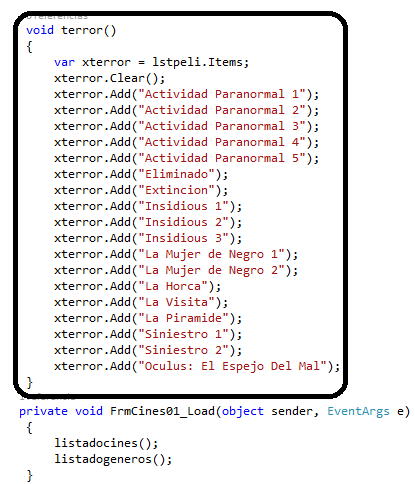 0 referencias
void terror()
{
var xterror = lstpeli.Items;
xterror.Clear();
xterror.Add("Actividad Paranormal 1");
xterror.Add("Actividad Paranormal 2");
xterror.Add("Actividad Paranormal 3");
xterror.Add("Actividad Paranormal 4");
xterror.Add("Actividad Paranormal 5");
xterror.Add("Eliminado");
xterror.Add("Extincion");
xterror.Add("Insidious 1");
xterror.Add("Insidious 2");
xterror.Add("Insidious 3");
xterror.Add("La Mujer de Negro 1");
xterror.Add("La Mujer de Negro 2");
xterror.Add("La Horca");
xterror.Add("La Visita");
xterror.Add("La Piramide");
xterror.Add("Siniestro 1");
xterror.Add("Siniestro 2");
xterror.Add("Oculus: El Espejo Del Mal");
}
private void FrmCines01_Load(object sender, EventArgs e)
{
listadocines();
listadogeneros();
}